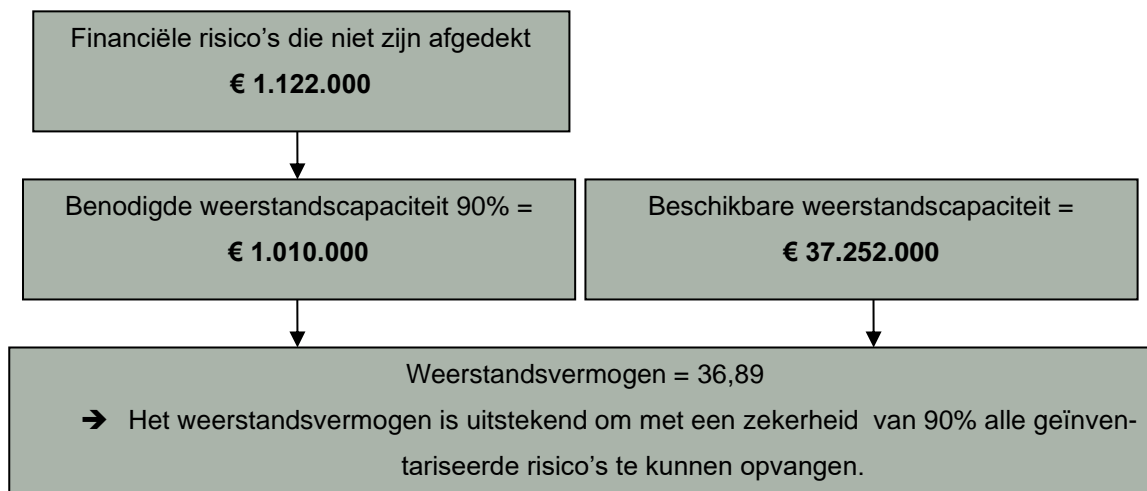 Financiële risico’s die niet zijn afgedekt
€ 1.122.000
Benodigde weerstandscapaciteit 90% =
€ 1.010.000
Beschikbare weerstandscapaciteit =
€ 37.252.000
Weerstandsvermogen = 36,89
➔ Het weerstandsvermogen is uitstekend om met een zekerheid  van 90% alle geïnven-
tariseerde risico’s te kunnen opvangen.